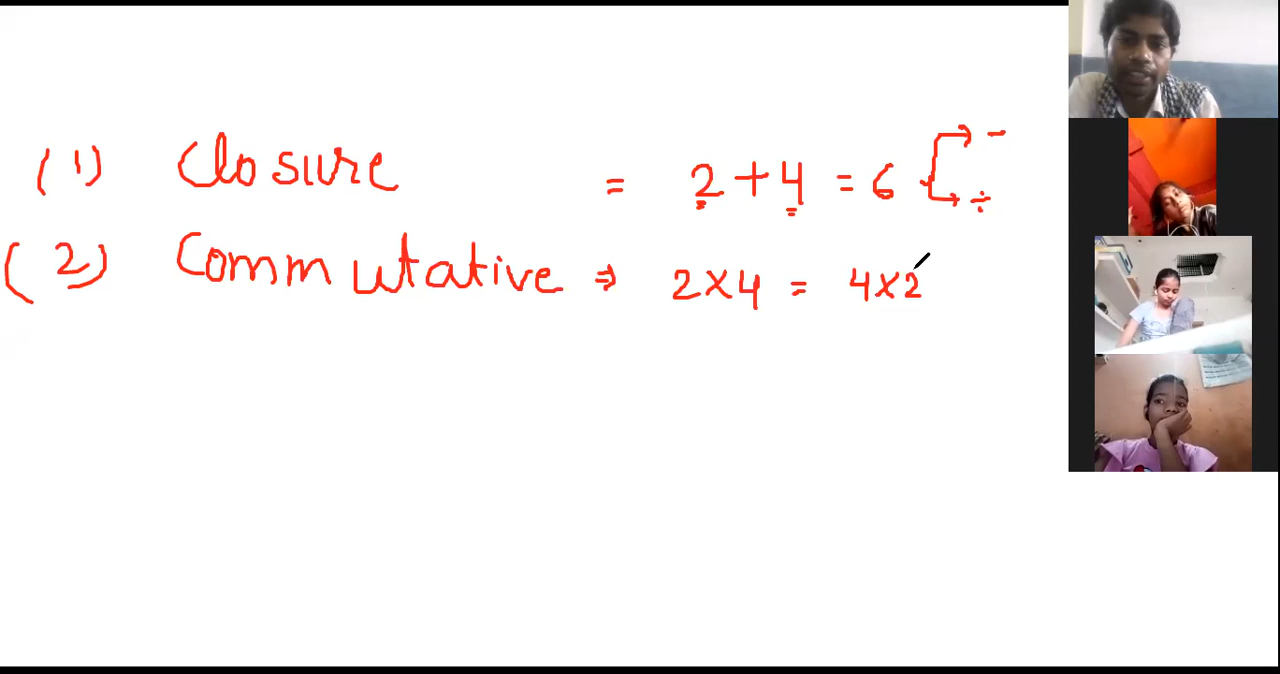 (1) Closure = 2 + 4 = 6 → -
→ ÷
(2) Commutative ⇒ 2 × 4 = 4 × 2